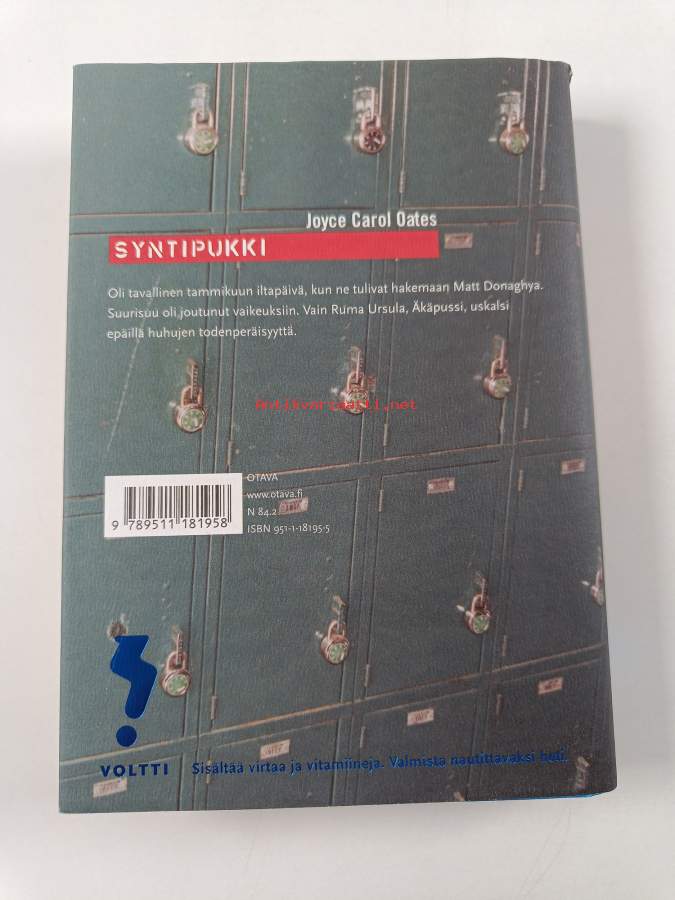 Joyce Carol Oates
SYNTIPUKKI
Oli tavallinen tammikuun iltapäivä, kun ne tulivat hakemaan Matt Donaghya.
Suurisuu oli joutunut vaikeuksiin. Vain Ruma Ursula, Äkäpussi, uskalsi
epäillä huhujen todenperäisyyttä.
Antikvariaatti.net
OTAVA
www.otava.fi
N 84.2
ISBN 951-1-18195-5
9 789511 181958
VOLTTI
Sisältää virtaa ja vitamiineja. Valmista nautittavaksi heti.